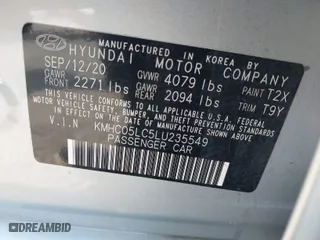 MANUFACTURED IN KOREA
HYUNDAI MOTOR COMPANY
SEP/12/20 GVWR 4079 lbs PAINT T2X
GAWR FRONT 2271 lbs GAWR REAR 2094 lbs TRIM T9Y
THIS VEHICLE CONFORMS TO ALL APPLICABLE
FEDERAL MOTOR VEHICLE SAFETY, BUMPER
AND THEFT PREVENTION STANDARDS IN EFFECT
ON THE DATE OF MANUFACTURE SHOWN ABOVE
V.I.N KMHC05LC5LU235549
PASSENGER CAR
DREAM